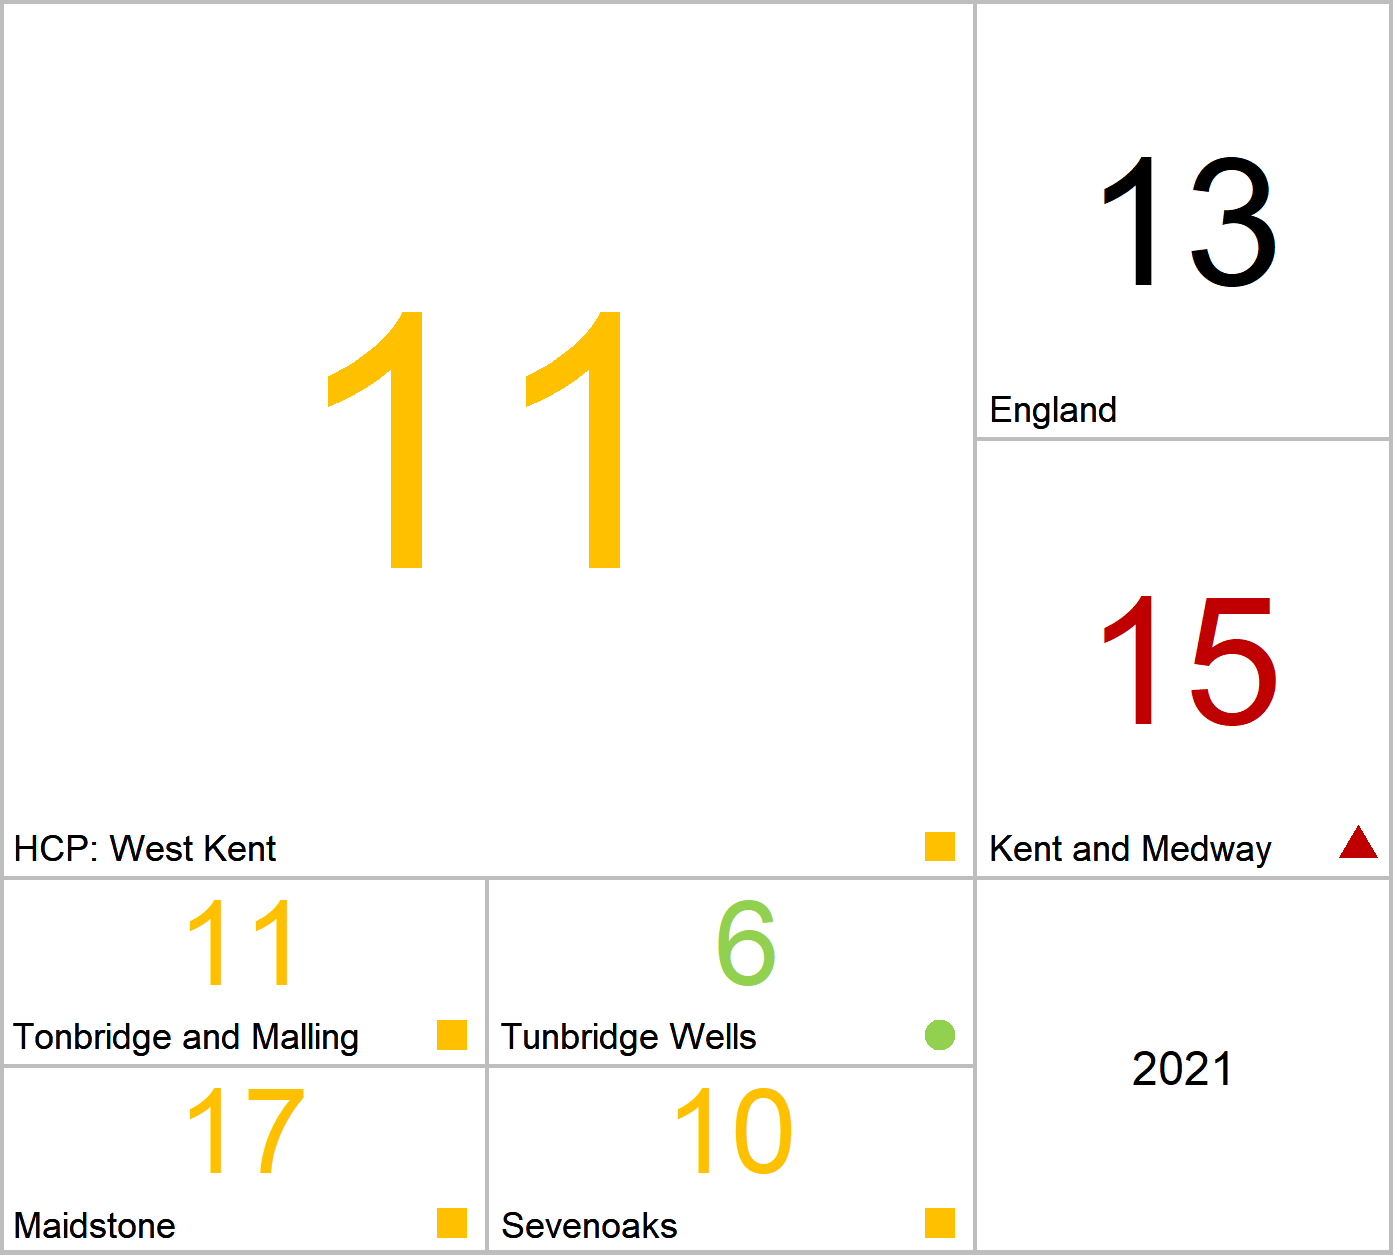 11
HCP: West Kent
13
England
15
Kent and Medway
11
Tonbridge and Malling
6
Tunbridge Wells
17
Maidstone
10
Sevenoaks
2021